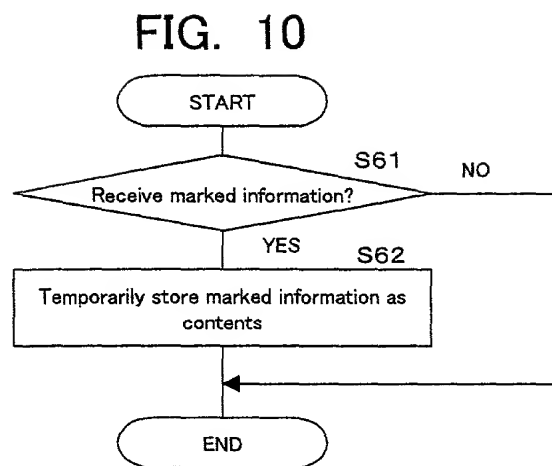 FIG. 10
START
S61
Receive marked information?
NO
YES
S62
Temporarily store marked information as
contents
END